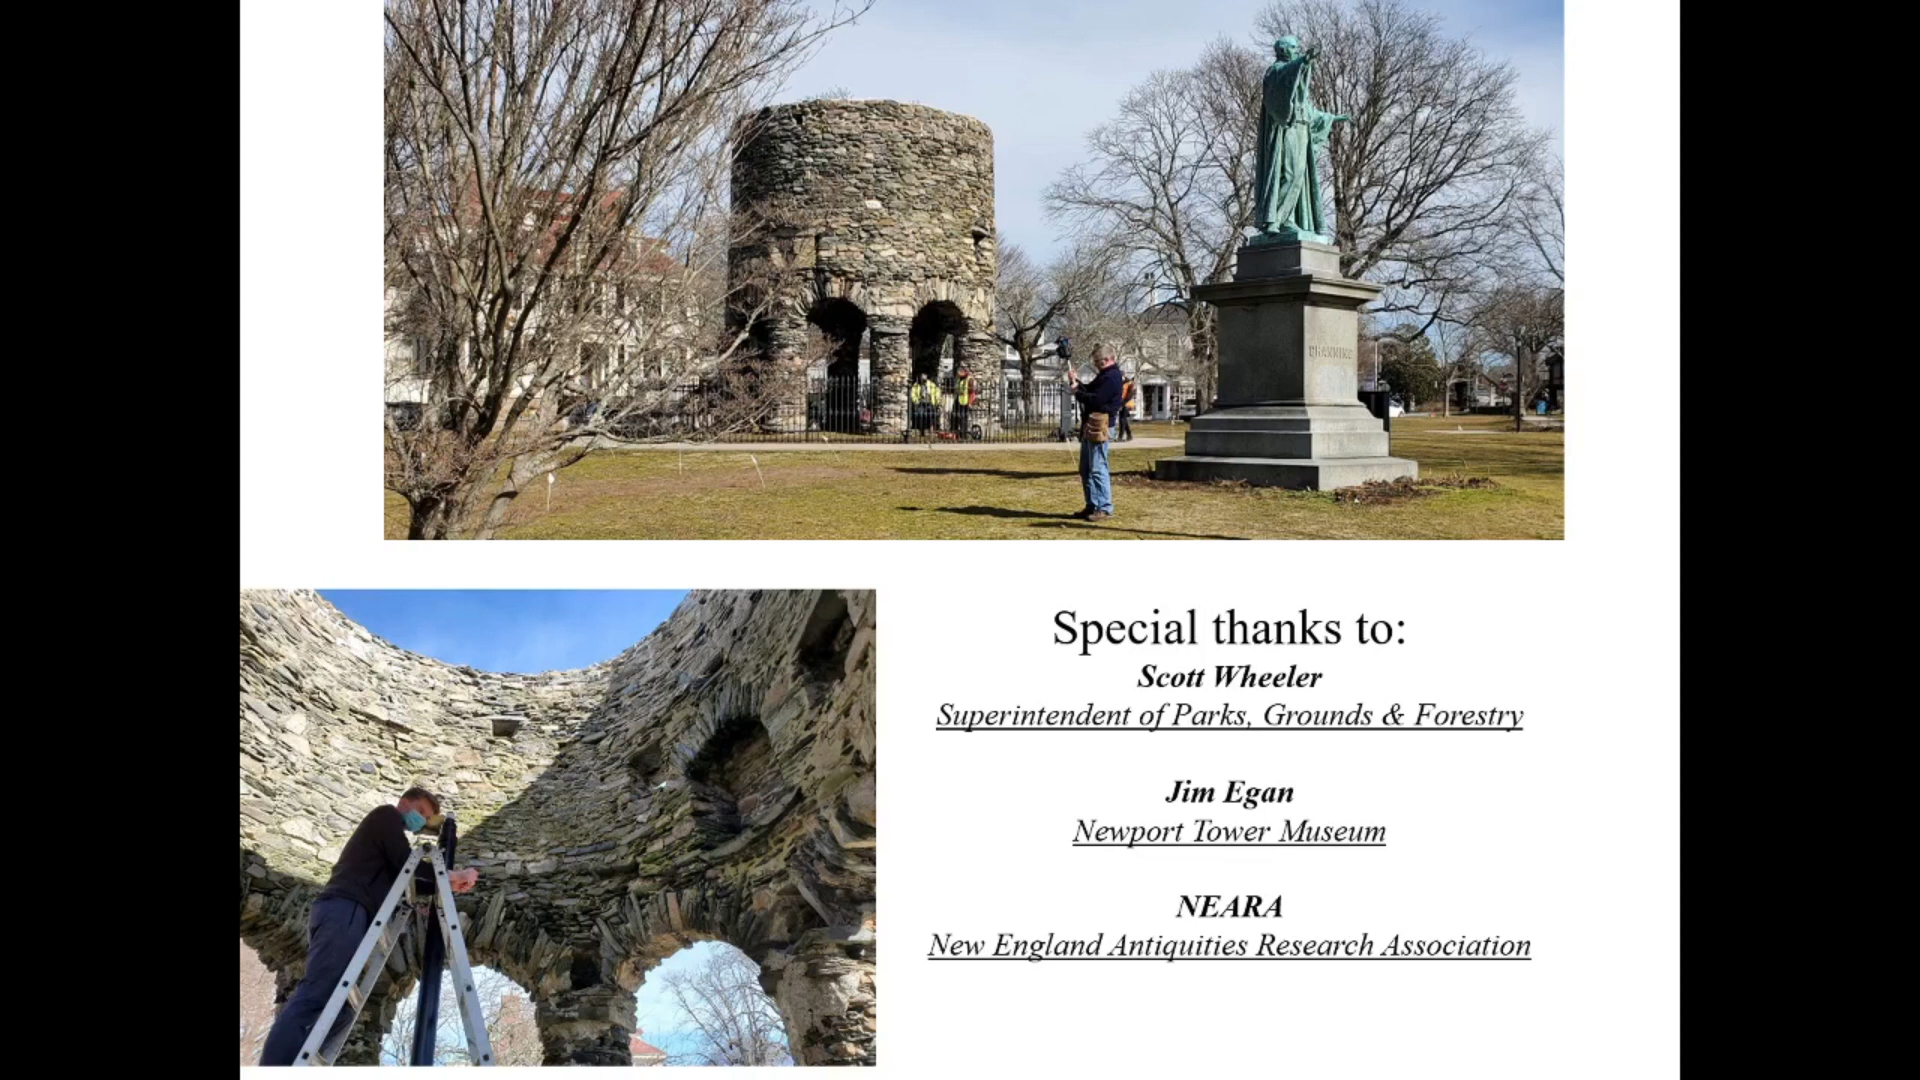 CHANNING
Special thanks to:
Scott Wheeler
Superintendent of Parks, Grounds & Forestry
Jim Egan
Newport Tower Museum
NEARA
New England Antiquities Research Association